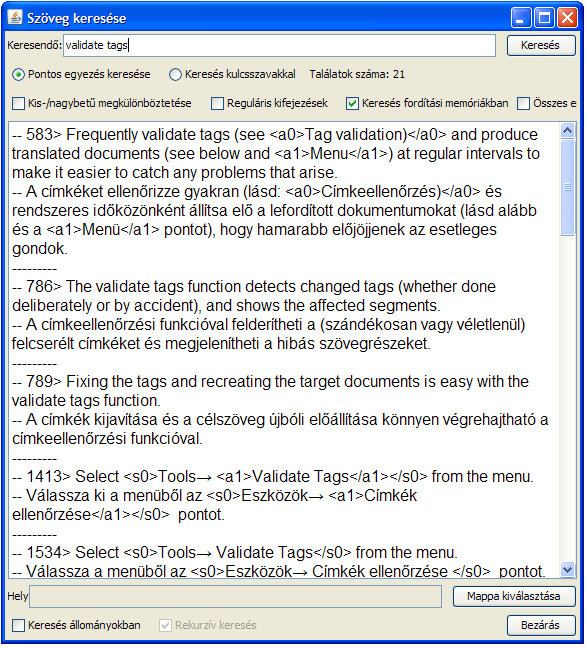 Szöveg keresése
Keresendő: validate tags Keresés
Pontos egyezés keresése Keresés kulcsszavakkal Találatok száma: 21
Kis-/nagybetű megkülönböztetése Reguláris kifejezések Keresés fordítási memóriákban Összes e
-- 583> Frequently validate tags (see <a0>Tag validation)</a0> and produce
translated documents (see below and <a1>Menu</a1>) at regular intervals to
make it easier to catch any problems that arise.
-- A címkéket ellenőrizze gyakran (lásd: <a0>Címkeellenőrzés)</a0> és
rendszeres időközönként állítsa elő a lefordított dokumentumokat (lásd alább
és a <a1>Menü</a1> pontot), hogy hamarabb előjöjjenek az esetleges
gondok.
---------
-- 786> The validate tags function detects changed tags (whether done
deliberately or by accident), and shows the affected segments.
-- A címkeellenőrzési funkcióval felderítheti a (szándékosan vagy véletlenül)
felcserélt címkéket és megjelenítheti a hibás szövegrészeket.
---------
-- 789> Fixing the tags and recreating the target documents is easy with the
validate tags function.
-- A címkék kijavítása és a célszöveg újbóli előállítása könnyen végrehajtható a
címkeellenőrzési funkcióval.
---------
-- 1413> Select <s0>Tools→ <a1>Validate Tags</a1></s0> from the menu.
-- Válassza ki a menüből az <s0>Eszközök→ <a1>Címkék
ellenőrzése</a1></s0> pontot.
---------
-- 1534> Select <s0>Tools→ Validate Tags</s0> from the menu.
-- Válassza a menüből az <s0>Eszközök→ Címkék ellenőrzése </s0> pontot.
Hely Mappa kiválasztása
Keresés állományokban Rekurzív keresés Bezárás